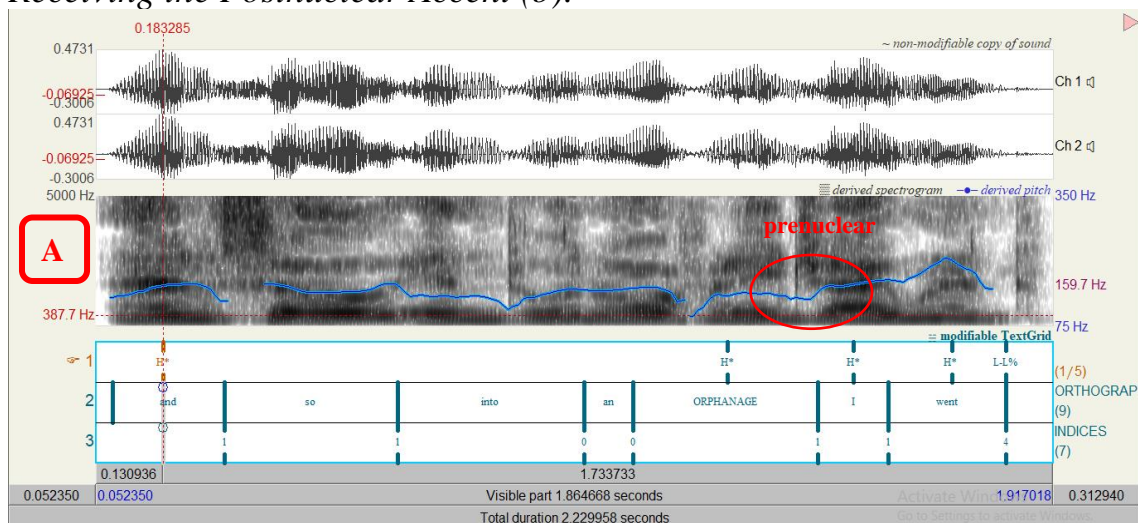 Receiving the Postnuclear Accent (8).
0.183285
0.4731
~ non-modifiable copy of sound
-0.06925
-0.3006
Ch 1
0.4731
-0.06925
Ch 2
-0.3006
5000 Hz
derived spectrogram derived pitch
350 Hz
A
prenuclear
159.7 Hz
387.7 Hz
75 Hz
modifiable TextGrid
1 H* H* H* H* L-L%
(1/5)
2 and so into an ORPHANAGE I went
ORTHOGRAP
(9)
3 1 1 0 0 1 1 4
INDICES
(7)
0.130936 1.733733
0.052350 0.052350 Visible part 1.864668 seconds 1.917018 0.312940
Activate Windows
Total duration 2.229958 seconds
Go to Settings to activate Windows.